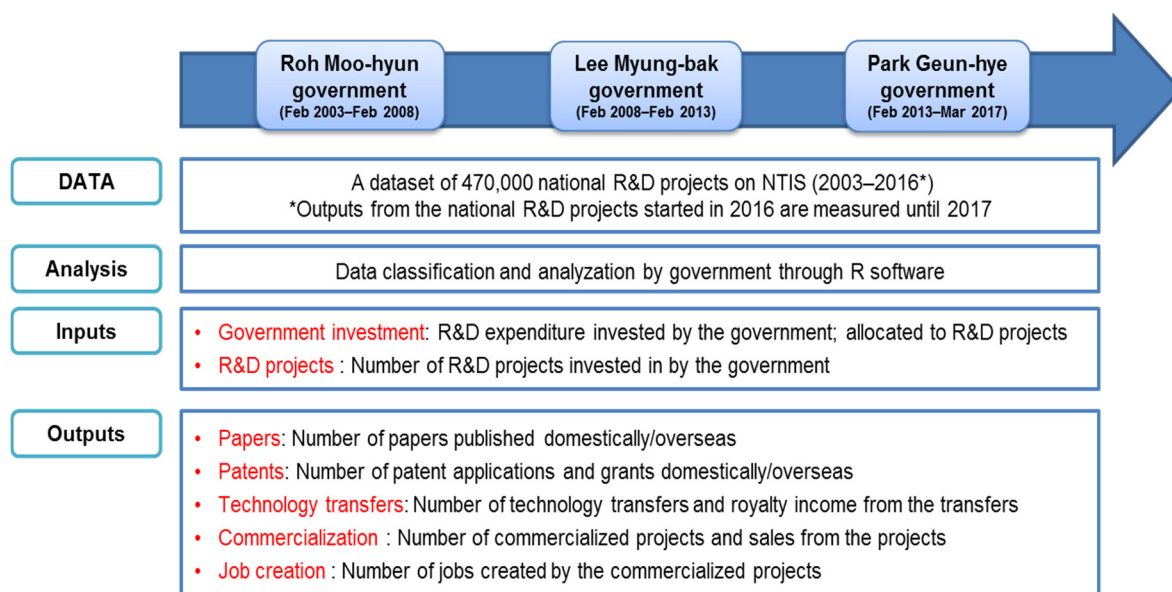 Roh Moo-hyun
government
(Feb 2003–Feb 2008)
Lee Myung-bak
government
(Feb 2008–Feb 2013)
Park Geun-hye
government
(Feb 2013–Mar 2017)
DATA
A dataset of 470,000 national R&D projects on NTIS (2003–2016*)
*Outputs from the national R&D projects started in 2016 are measured until 2017
Analysis
Data classification and analyzation by government through R software
Inputs
• Government investment: R&D expenditure invested by the government; allocated to R&D projects
• R&D projects : Number of R&D projects invested in by the government
Outputs
• Papers: Number of papers published domestically/overseas
• Patents: Number of patent applications and grants domestically/overseas
• Technology transfers: Number of technology transfers and royalty income from the transfers
• Commercialization : Number of commercialized projects and sales from the projects
• Job creation : Number of jobs created by the commercialized projects